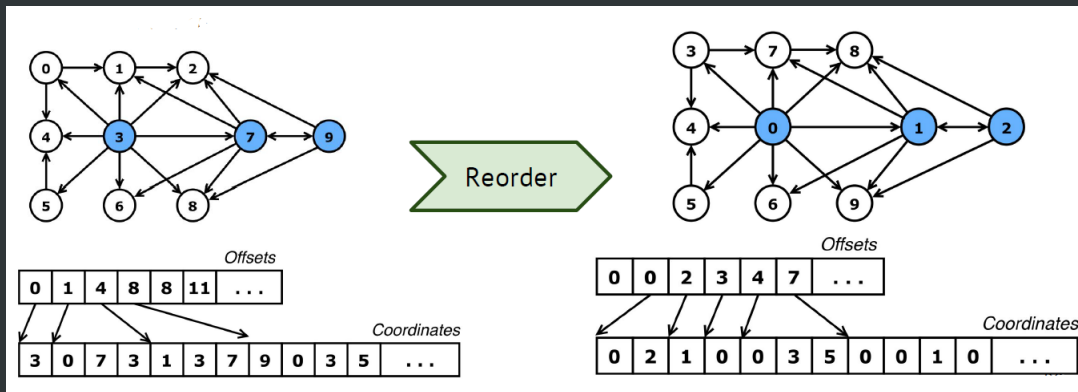 0 1 2
4 3 7 9
5 6 8
Offsets
0 1 4 8 8 11 ...
Coordinates
3 0 7 3 1 3 7 9 0 3 5 ...
Reorder
3 7 8
4 0 1 2
5 6 9
Offsets
0 0 2 3 4 7 ...
Coordinates
0 2 1 0 0 3 5 0 0 1 0 ...